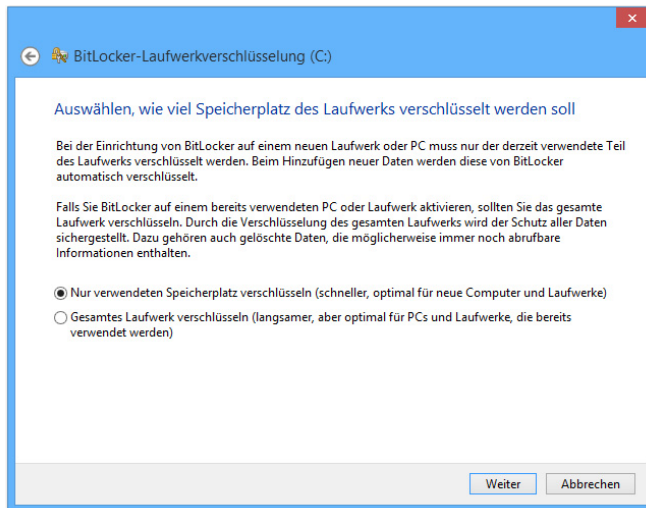 BitLocker-Laufwerkverschlüsselung (C:)
Auswählen, wie viel Speicherplatz des Laufwerks verschlüsselt werden soll
Bei der Einrichtung von BitLocker auf einem neuen Laufwerk oder PC muss nur der derzeit verwendete Teil
des Laufwerks verschlüsselt werden. Beim Hinzufügen neuer Daten werden diese von BitLocker
automatisch verschlüsselt.
Falls Sie BitLocker auf einem bereits verwendeten PC oder Laufwerk aktivieren, sollten Sie das gesamte
Laufwerk verschlüsseln. Durch die Verschlüsselung des gesamten Laufwerks wird der Schutz aller Daten
sichergestellt. Dazu gehören auch gelöschte Daten, die möglicherweise immer noch abrufbare
Informationen enthalten.
Nur verwendeten Speicherplatz verschlüsseln (schneller, optimal für neue Computer und Laufwerke)
Gesamtes Laufwerk verschlüsseln (langsamer, aber optimal für PCs und Laufwerke, die bereits
verwendet werden)
Weiter Abbrechen